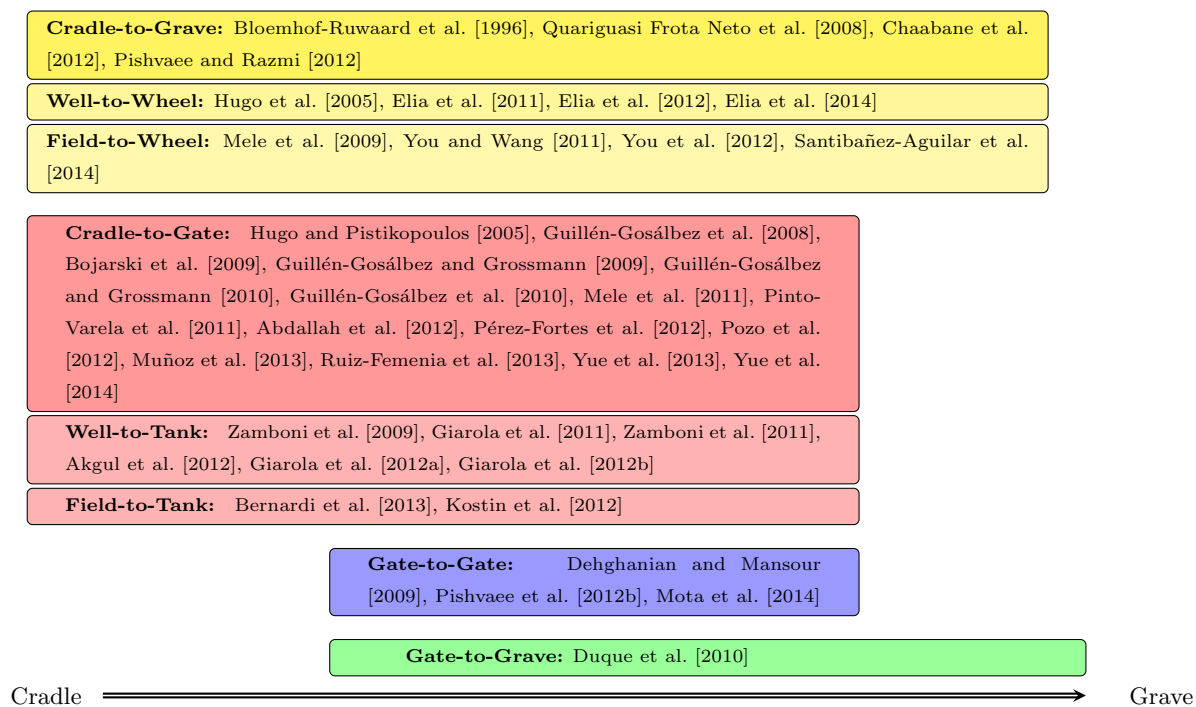 Cradle-to-Grave: Bloemhof-Ruwaard et al. [1996], Quariguasi Frota Neto et al. [2008], Chaabane et al.
[2012], Pishvaee and Razmi [2012]
Well-to-Wheel: Hugo et al. [2005], Elia et al. [2011], Elia et al. [2012], Elia et al. [2014]
Field-to-Wheel: Mele et al. [2009], You and Wang [2011], You et al. [2012], Santibañez-Aguilar et al.
[2014]
Cradle-to-Gate: Hugo and Pistikopoulos [2005], Guillén-Gosálbez et al. [2008],
Bojarski et al. [2009], Guillén-Gosálbez and Grossmann [2009], Guillén-Gosálbez
and Grossmann [2010], Guillén-Gosálbez et al. [2010], Mele et al. [2011], Pinto-
Varela et al. [2011], Abdallah et al. [2012], Pérez-Fortes et al. [2012], Pozo et al.
[2012], Muñoz et al. [2013], Ruiz-Femenia et al. [2013], Yue et al. [2013], Yue et al.
[2014]
Well-to-Tank: Zamboni et al. [2009], Giarola et al. [2011], Zamboni et al. [2011],
Akgul et al. [2012], Giarola et al. [2012a], Giarola et al. [2012b]
Field-to-Tank: Bernardi et al. [2013], Kostin et al. [2012]
Gate-to-Gate: Dehghanian and Mansour
[2009], Pishvaee et al. [2012b], Mota et al. [2014]
Gate-to-Grave: Duque et al. [2010]
Cradle Grave